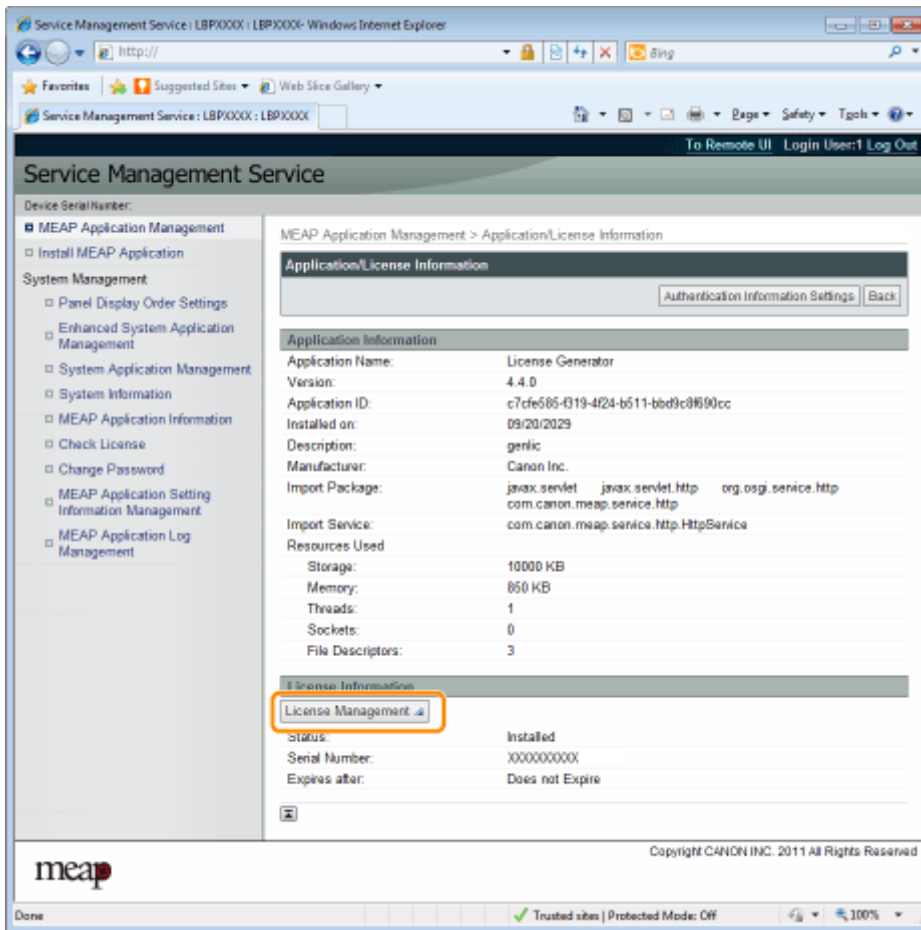 Service Management Service : LBPXXXX : LBPXXXX- Windows Internet Explorer
http://
Bing
Favorites
Suggested Sites
Web Slice Gallery
Service Management Service : LBPXXXX : LBPXXXX
Page Safety Tools
To Remote UI Login User:1 Log Out
Service Management Service
Device Serial Number:
MEAP Application Management
Install MEAP Application
System Management
Panel Display Order Settings
Enhanced System Application
Management
System Application Management
System Information
MEAP Application Information
Check License
Change Password
MEAP Application Setting
Information Management
MEAP Application Log
Management
MEAP Application Management > Application/License Information
Application/License Information
Authentication Information Settings Back
Application Information
Application Name: License Generator
Version: 4.4.0
Application ID: c7cfe585-f319-4f24-b511-bbd9c8f690cc
Installed on: 09/20/2029
Description: genlic
Manufacturer: Canon Inc.
Import Package: javax.servlet javax.servlet.http org.osgi.service.http
com.canon.meap.service.http
Import Service: com.canon.meap.service.http.HttpService
Resources Used
Storage: 10000 KB
Memory: 850 KB
Threads: 1
Sockets: 0
File Descriptors: 3
License Information
License Management
Status: Installed
Serial Number: XXXXXXXXXX
Expires after: Does not Expire
Copyright CANON INC. 2011 All Rights Reserved
meap
Done
Trusted sites | Protected Mode: Off
100%